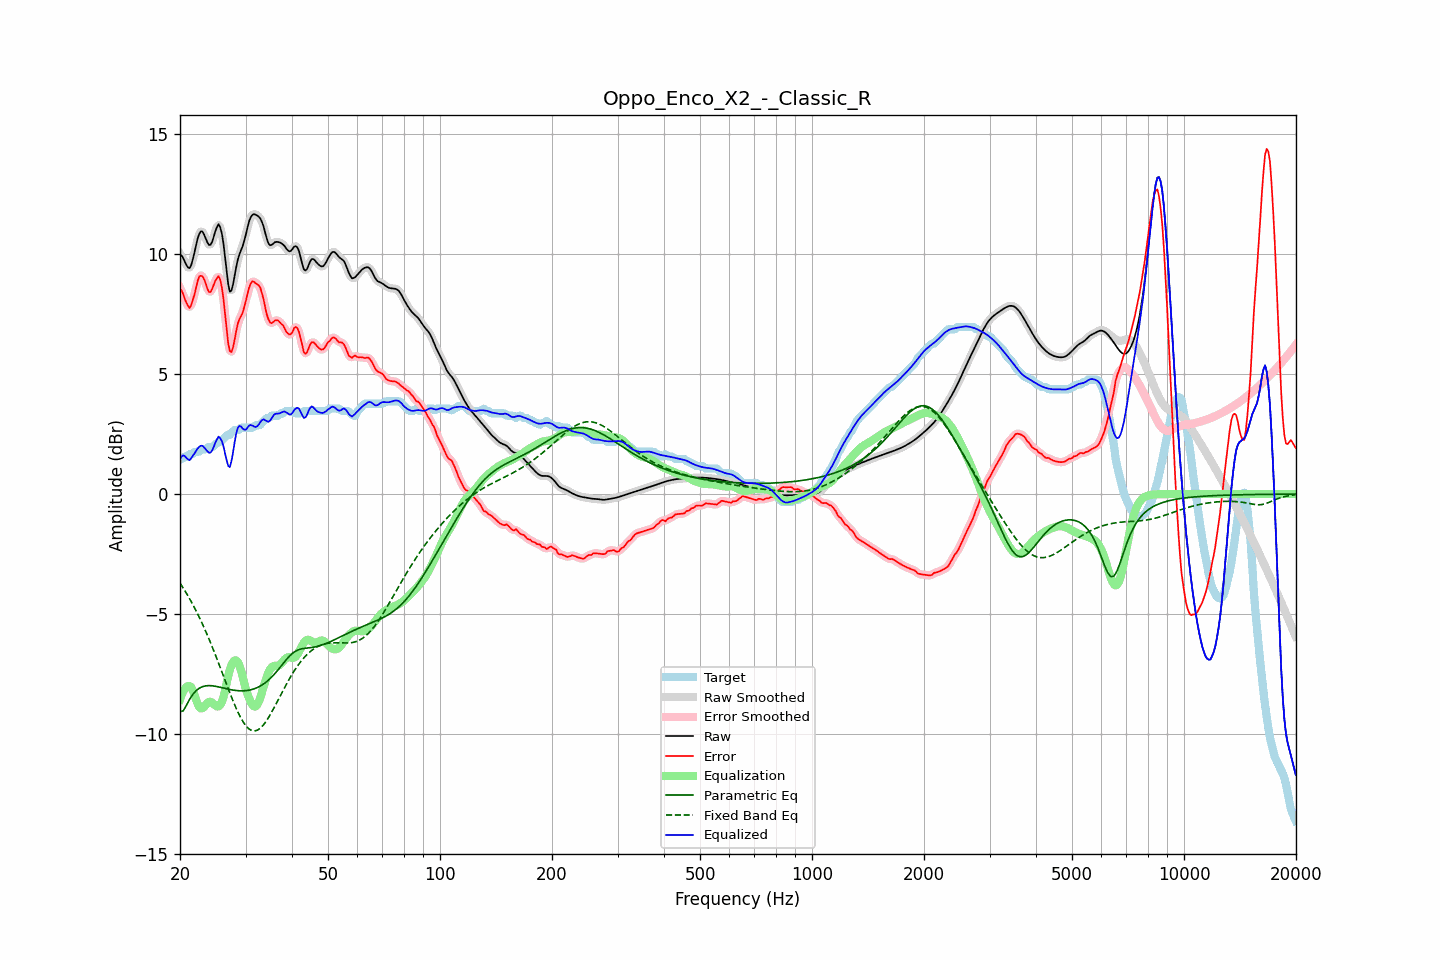 Oppo_Enco_X2_-_Classic_R
Amplitude (dBr)
15
10
5
0
−5
−10
−15
Target
Raw Smoothed
Error Smoothed
Raw
Error
Equalization
Parametric Eq
Fixed Band Eq
Equalized
20 50 100 200 500 1000 2000 5000 10000 20000
Frequency (Hz)